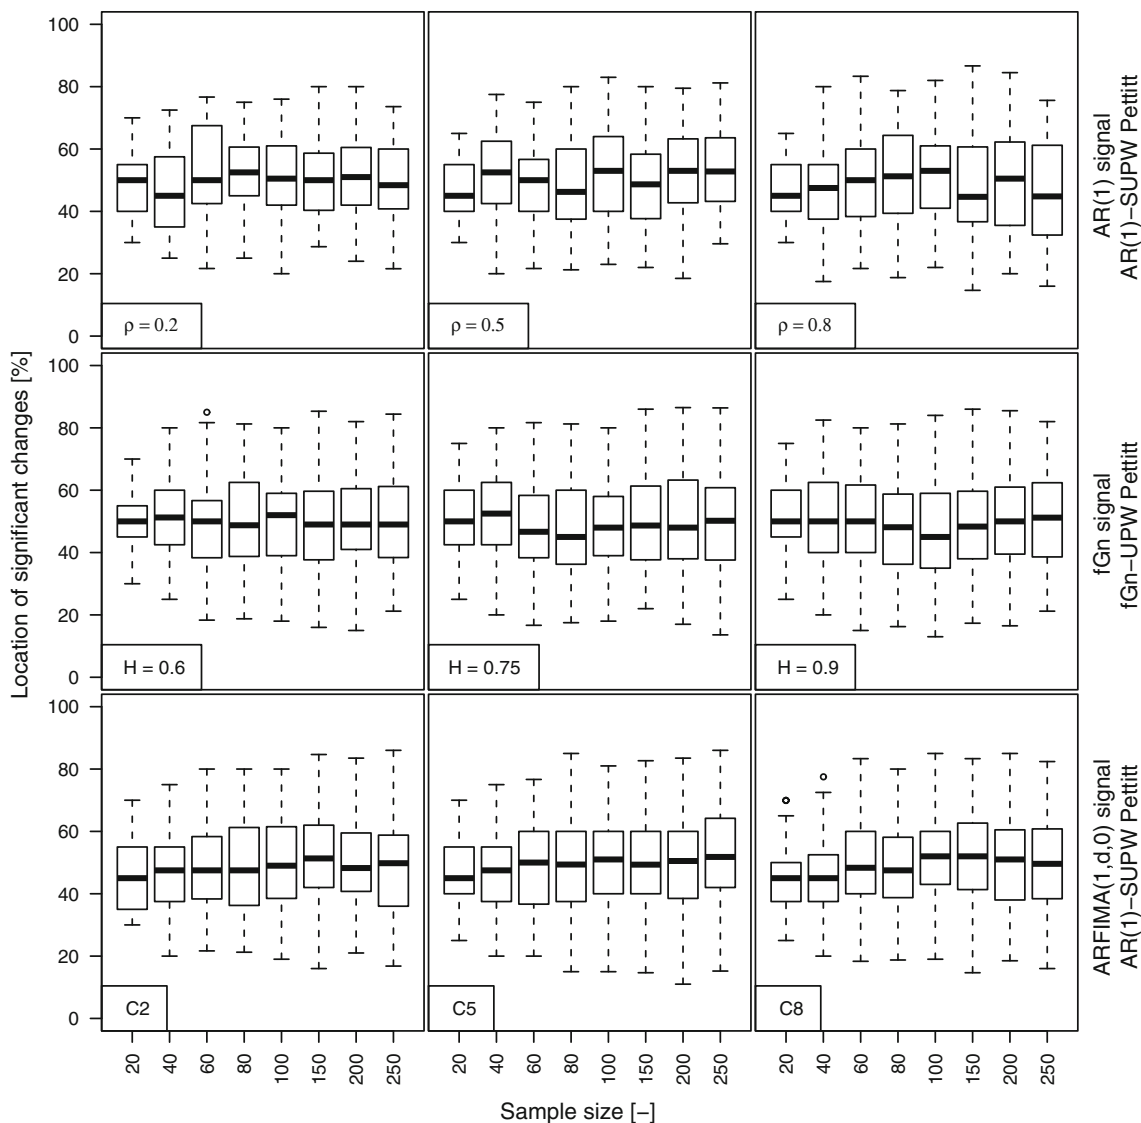 Location of significant changes [%]
100
80
60
40
20
0
ρ = 0.2
ρ = 0.5
ρ = 0.8
AR(1) signal
AR(1)−SUPW Pettitt
100
80
60
40
20
0
H = 0.6
H = 0.75
H = 0.9
fGn signal
fGn−UPW Pettitt
100
80
60
40
20
0
C2
C5
C8
ARFIMA(1,d,0) signal
AR(1)−SUPW Pettitt
20 40 60 80 100 150 200 250
20 40 60 80 100 150 200 250
20 40 60 80 100 150 200 250
Sample size [−]